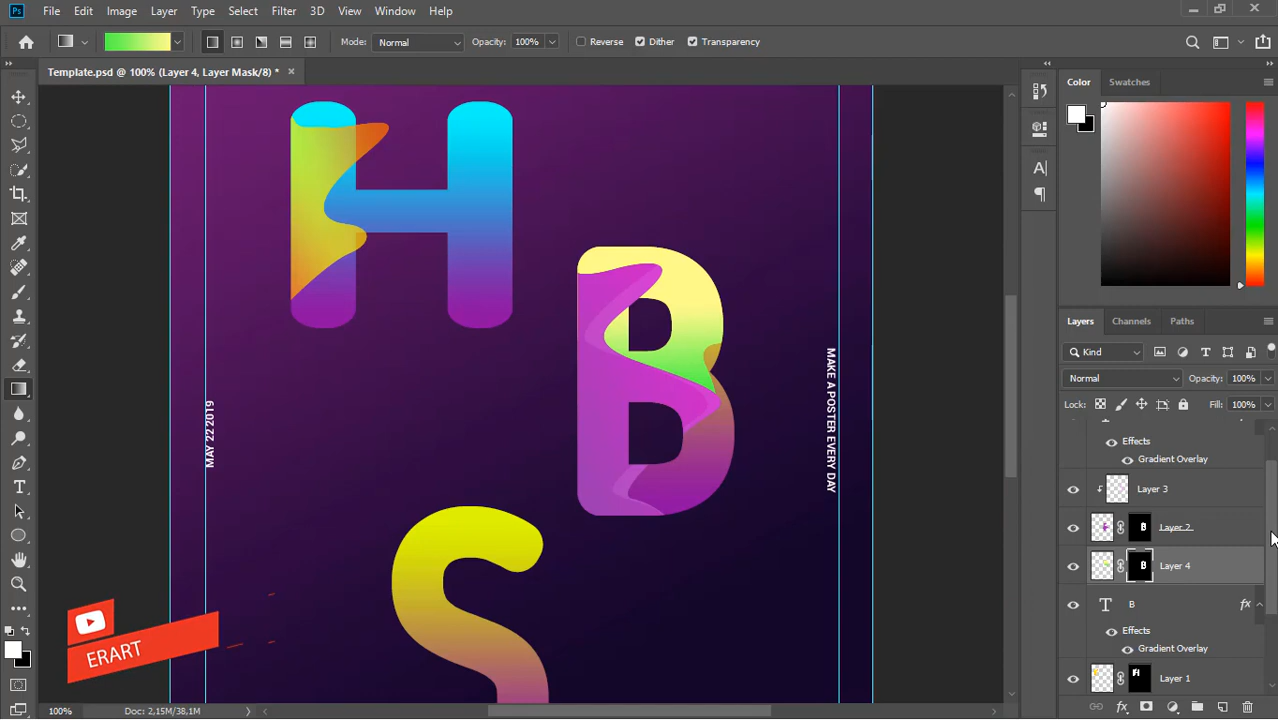 Ps File Edit Image Layer Type Select Filter 3D View Window Help
Mode: Normal Opacity: 100% Reverse Dither Transparency
Template.psd @ 100% (Layer 4, Layer Mask/8) * ×
Color Swatches
H
B
S
MAY 22 2019
MAKE A POSTER EVERY DAY
ERART
Layers Channels Paths
Kind
Normal Opacity: 100%
Lock: Fill: 100%
Effects
Gradient Overlay
Layer 3
Layer 2
Layer 4
T B fx
Effects
Gradient Overlay
Layer 1
100% Doc: 2,15M/38,1M